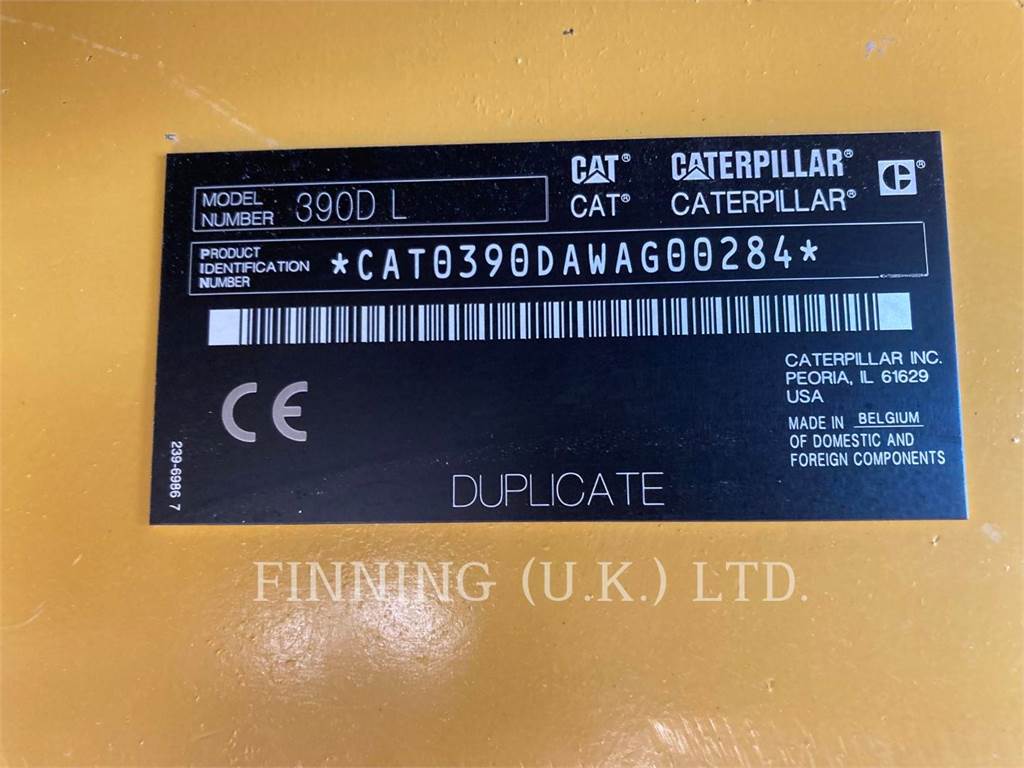 MODEL NUMBER 390D L
CAT® CATERPILLAR®
CAT® CATERPILLAR®
PRODUCT IDENTIFICATION NUMBER *CAT0390DAWAG00284*
CATERPILLAR INC.
PEORIA, IL 61629
USA
MADE IN BELGIUM
OF DOMESTIC AND
FOREIGN COMPONENTS
CE
239-6986 7
DUPLICATE
FINNING (U.K.) LTD.